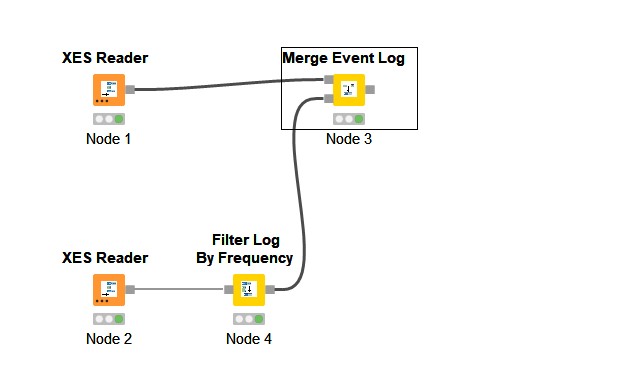 XES Reader
Merge Event Log
Node 1
Node 3
Filter Log
XES Reader
By Frequency
Node 2
Node 4